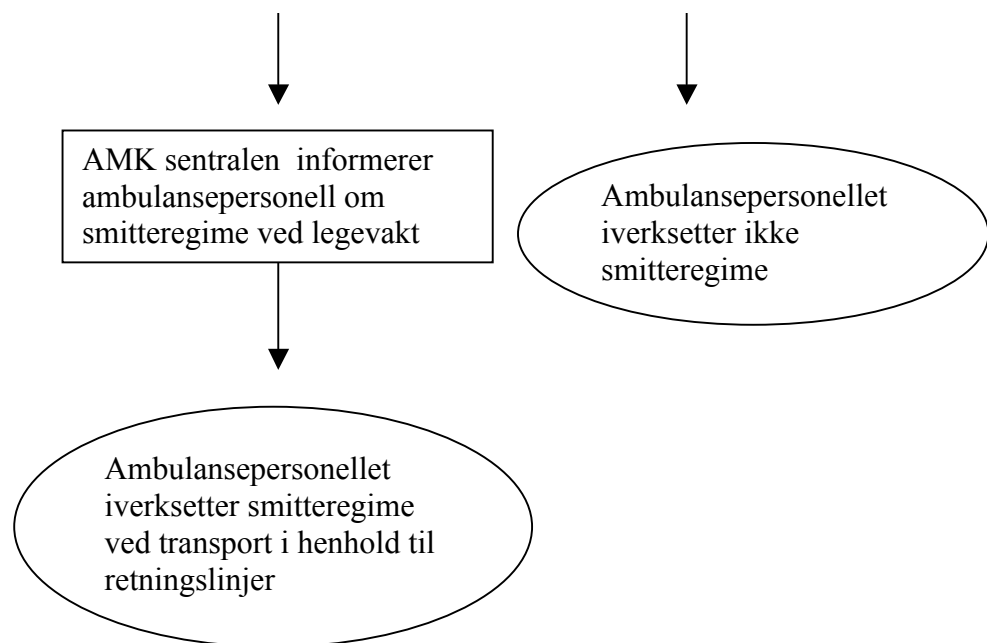 AMK sentralen  informerer
ambulansepersonell om
smitteregime ved legevakt
Ambulansepersonellet
iverksetter ikke
smitteregime
Ambulansepersonellet
iverksetter smitteregime
ved transport i henhold til
retningslinjer